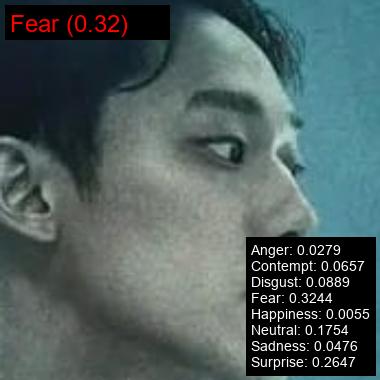 Fear (0.32)
Anger: 0.0279
Contempt: 0.0657
Disgust: 0.0889
Fear: 0.3244
Happiness: 0.0055
Neutral: 0.1754
Sadness: 0.0476
Surprise: 0.2647